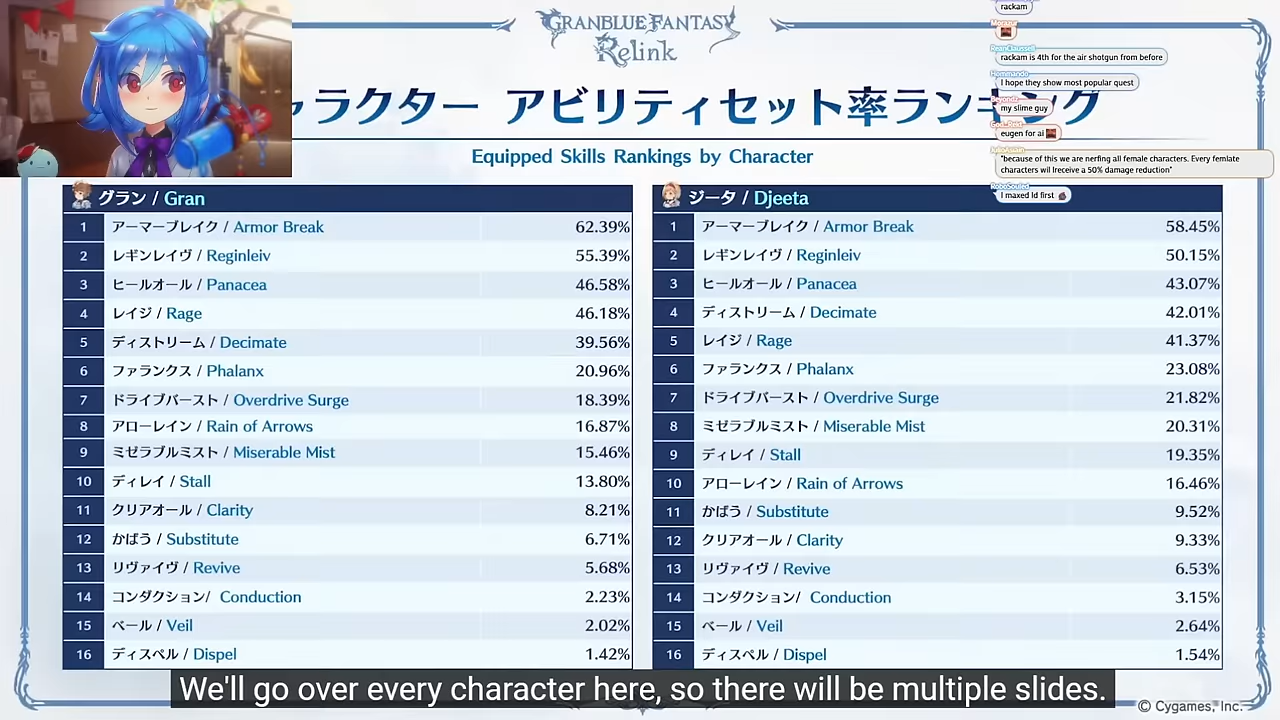 GRANBLUE FANTASY
Relink
ャラクター アビリティセット率ランキング
Equipped Skills Rankings by Character
rackam
rackam is 4th for the air shotgun from before
Hommando
I hope they show most popular quest
my slime guy
eugen for ai
"because of this we are nerfing all female characters. Every femlate
characters wil lreceive a 50% damage reduction"
RoboSouled
I maxed Id first
グラン / Gran
1 アーマーブレイク / Armor Break 62.39%
2 レギンレイヴ / Reginleiv 55.39%
3 ヒールオール / Panacea 46.58%
4 レイジ / Rage 46.18%
5 ディストリーム / Decimate 39.56%
6 ファランクス / Phalanx 20.96%
7 ドライブバースト / Overdrive Surge 18.39%
8 アローレイン / Rain of Arrows 16.87%
9 ミゼラブルミスト / Miserable Mist 15.46%
10 ディレイ / Stall 13.80%
11 クリアオール / Clarity 8.21%
12 かばう / Substitute 6.71%
13 リヴァイヴ / Revive 5.68%
14 コンダクション/ Conduction 2.23%
15 ベール / Veil 2.02%
16 ディスペル / Dispel 1.42%
ジータ / Djeeta
1 アーマーブレイク / Armor Break 58.45%
2 レギンレイヴ / Reginleiv 50.15%
3 ヒールオール / Panacea 43.07%
4 ディストリーム / Decimate 42.01%
5 レイジ / Rage 41.37%
6 ファランクス / Phalanx 23.08%
7 ドライブバースト / Overdrive Surge 21.82%
8 ミゼラブルミスト / Miserable Mist 20.31%
9 ディレイ / Stall 19.35%
10 アローレイン / Rain of Arrows 16.46%
11 かばう / Substitute 9.52%
12 クリアオール / Clarity 9.33%
13 リヴァイヴ / Revive 6.53%
14 コンダクション/ Conduction 3.15%
15 ベール / Veil 2.64%
16 ディスペル / Dispel 1.54%
We'll go over every character here, so there will be multiple slides.
© Cygames, Inc.